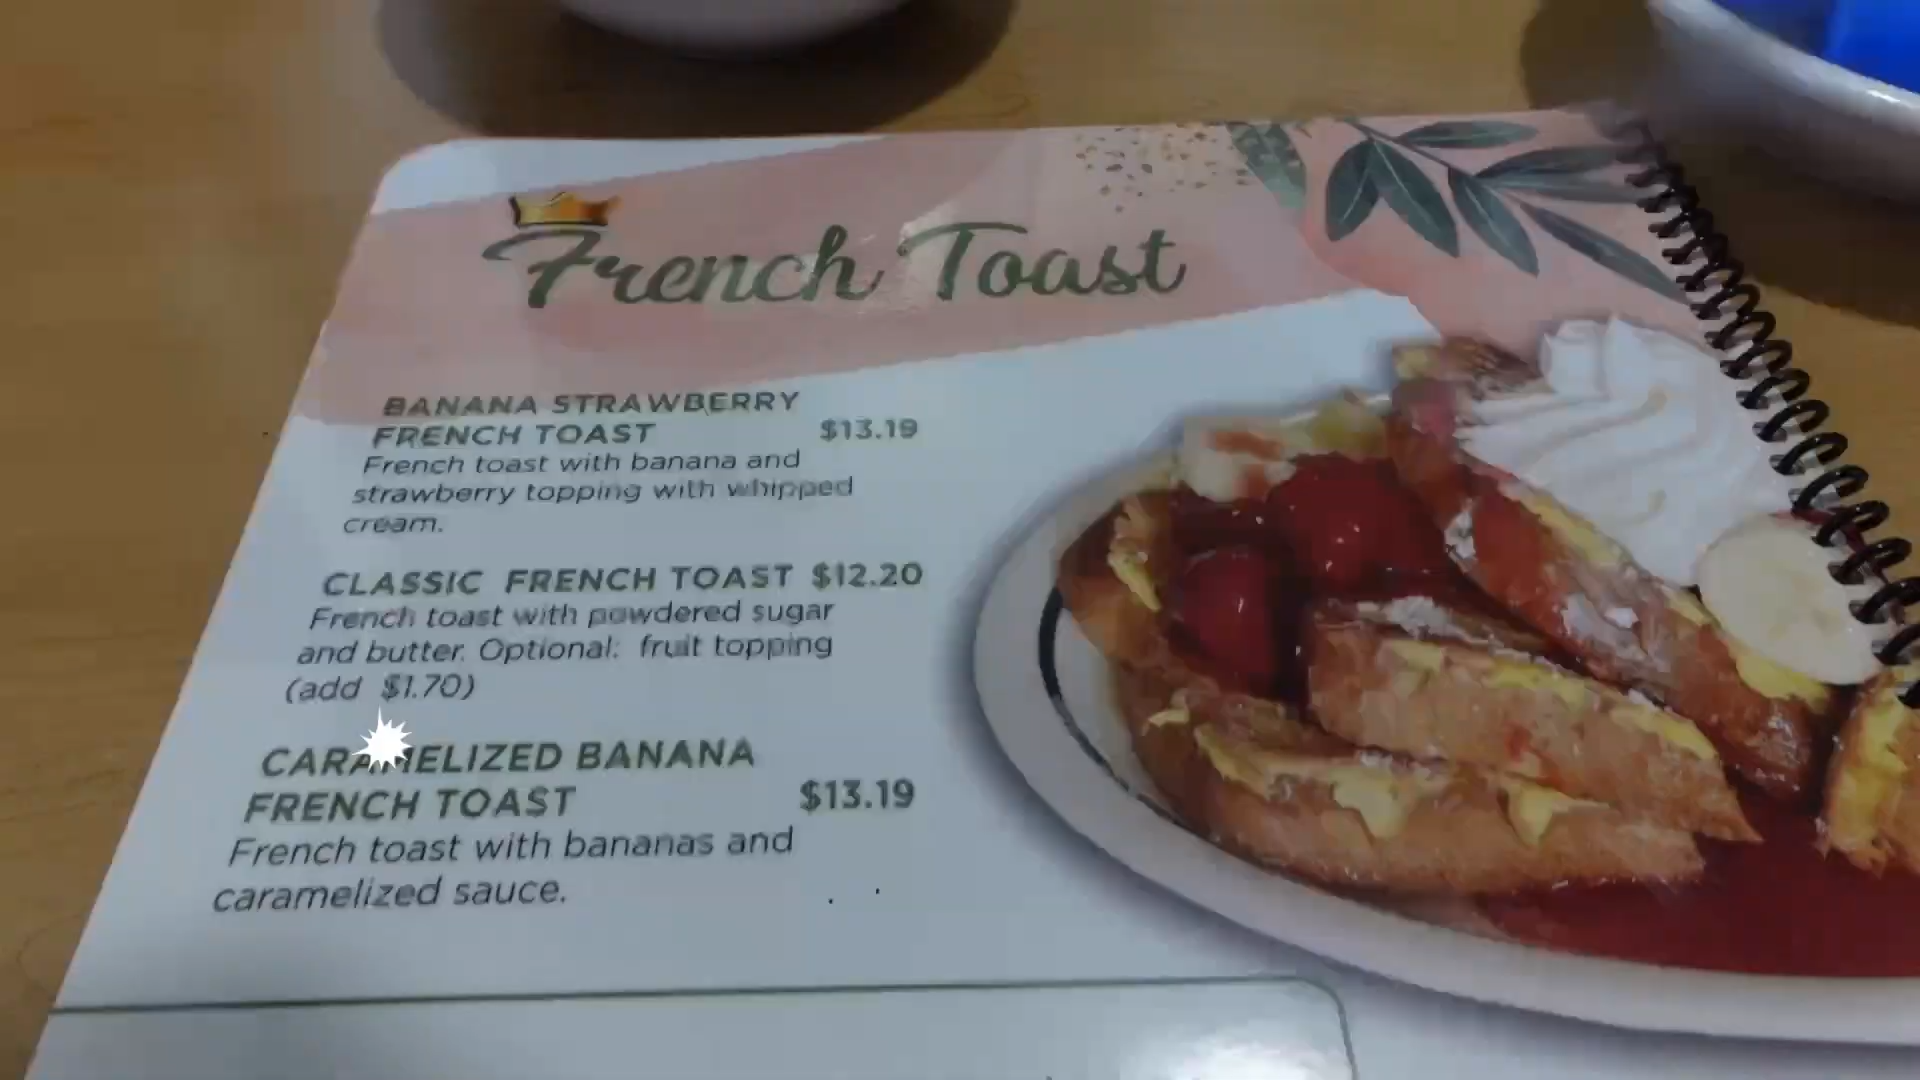 French Toast
BANANA STRAWBERRY
FRENCH TOAST $13.19
French toast with banana and
strawberry topping with whipped
cream.
CLASSIC FRENCH TOAST $12.20
French toast with powdered sugar
and butter. Optional: fruit topping
(add $1.70)
CARAMELIZED BANANA
FRENCH TOAST $13.19
French toast with bananas and
caramelized sauce.